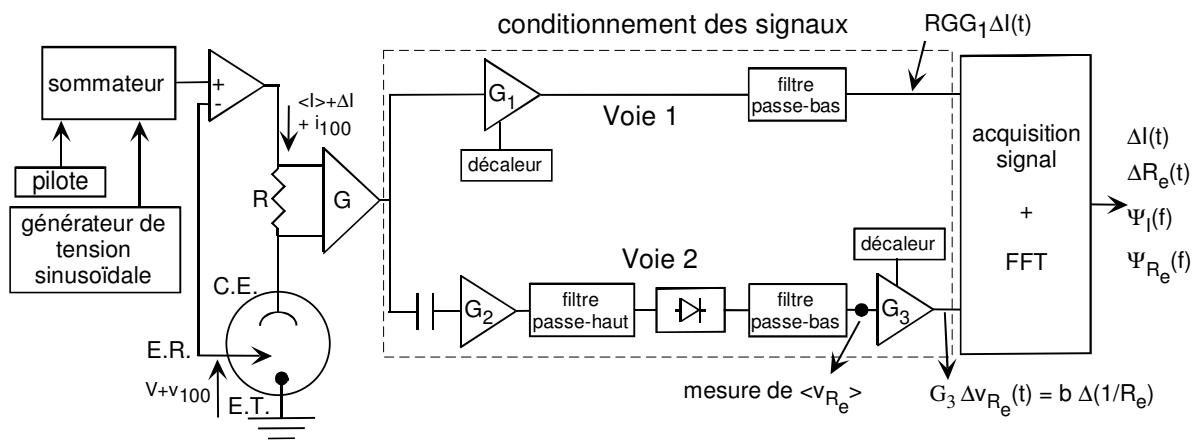 conditionnement des signaux
RGG₁ΔI(t)
sommateur
+
-
<I>+ΔI
+ i₁₀₀
G₁
filtre
passe-bas
Voie 1
décaleur
acquisition
signal
+
FFT
ΔI(t)
ΔRₑ(t)
Ψ_I(f)
Ψ_Rₑ(f)
pilote
R
G
générateur de
tension
sinusoïdale
Voie 2
décaleur
C.E.
G₂
filtre
passe-haut
filtre
passe-bas
G₃
E.R.
V+v₁₀₀
E.T.
mesure de <v_Rₑ>
G₃ Δv_Rₑ(t) = b Δ(1/Rₑ)